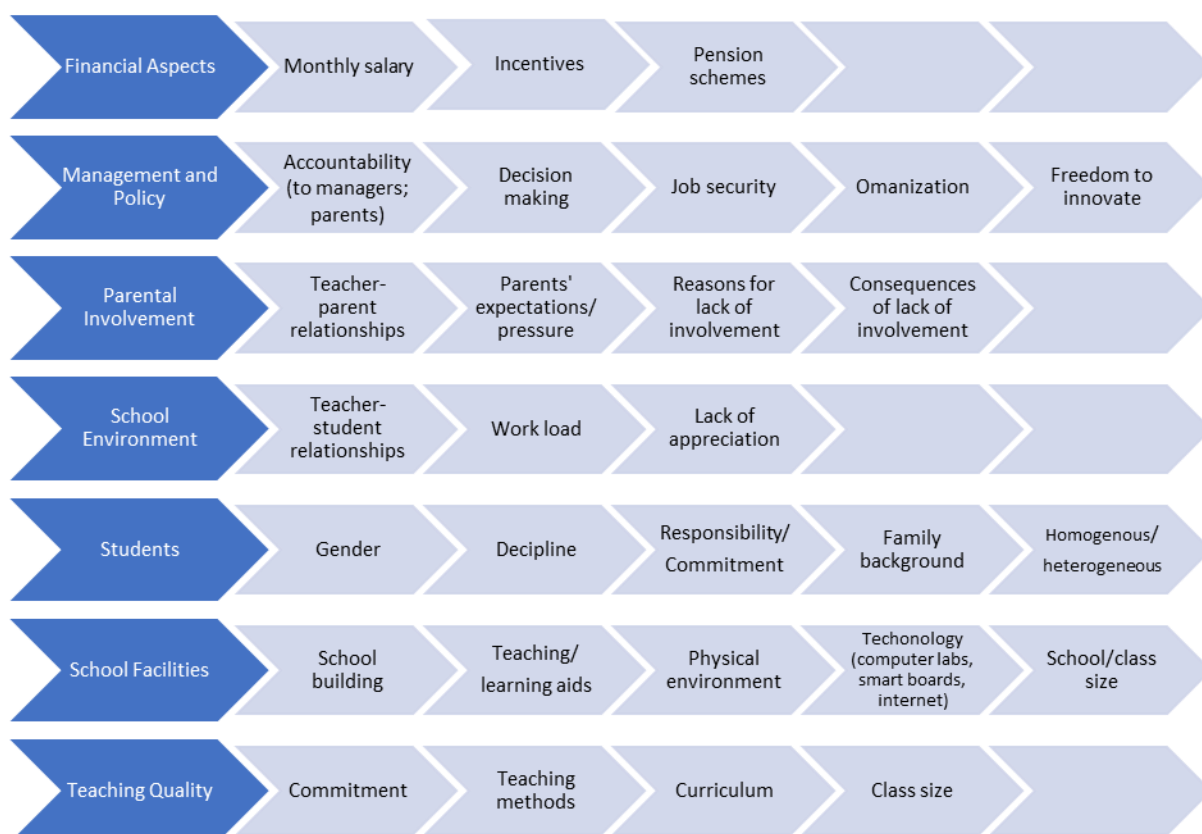 Financial Aspects
Monthly salary
Incentives
Pension
schemes
Management and
Policy
Accountability
(to managers;
parents)
Decision
making
Job security
Omanization
Freedom to
innovate
Parental
Involvement
Teacher-
parent
relationships
Parents'
expectations/
pressure
Reasons for
lack of
involvement
Consequences
of lack of
involvement
School
Environment
Teacher-
student
relationships
Work load
Lack of
appreciation
Students
Gender
Decipline
Responsibility/
Commitment
Family
background
Homogenous/
heterogeneous
School Facilities
School
building
Teaching/
learning aids
Physical
environment
Techonology
(computer labs,
smart boards,
internet)
School/class
size
Teaching Quality
Commitment
Teaching
methods
Curriculum
Class size